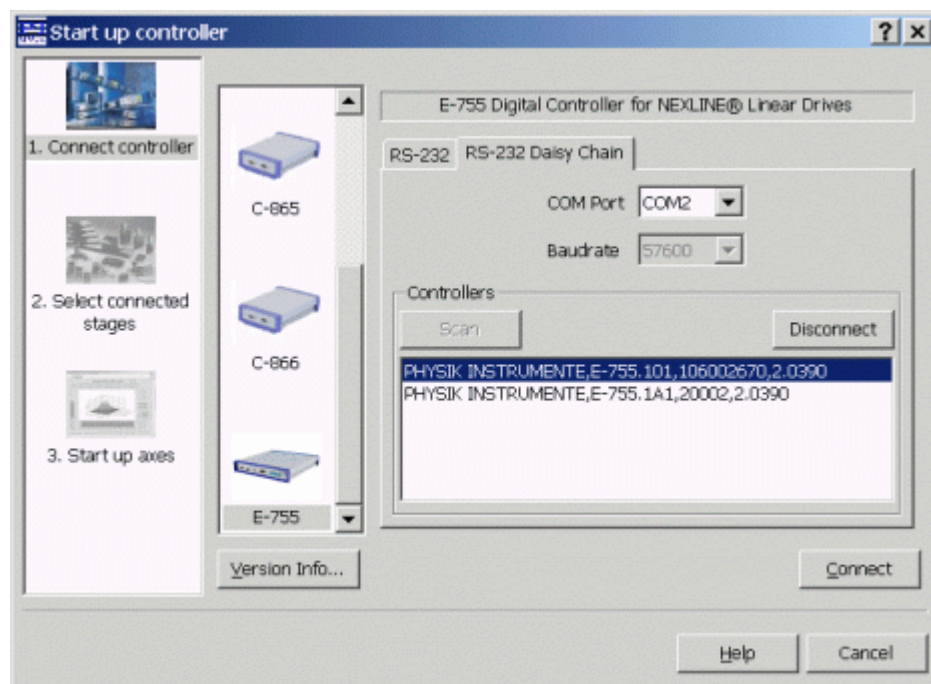 Start up controller
1. Connect controller
2. Select connected
stages
3. Start up axes
C-865
C-866
E-755
Version Info...
E-755 Digital Controller for NEXLINE® Linear Drives
RS-232
RS-232 Daisy Chain
COM Port COM2
Baudrate 57600
Controllers
Scan
Disconnect
PHYSIK INSTRUMENTE,E-755.101,106002670,2.0390
PHYSIK INSTRUMENTE,E-755.1A1,20002,2.0390
Connect
Help
Cancel